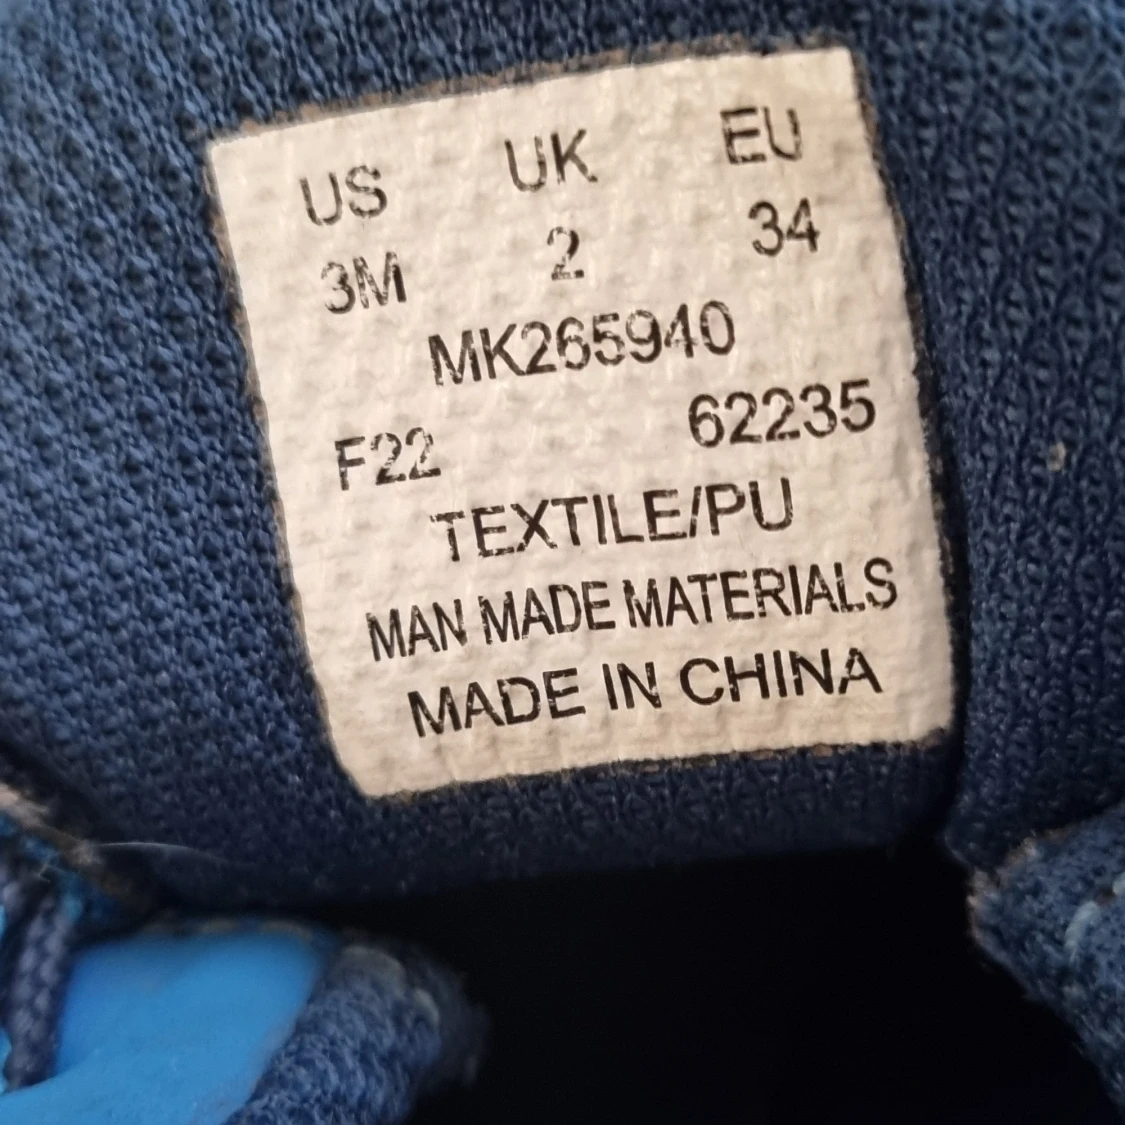 US UK EU
3M 2 34
MK265940
F22 62235
TEXTILE/PU
MAN MADE MATERIALS
MADE IN CHINA